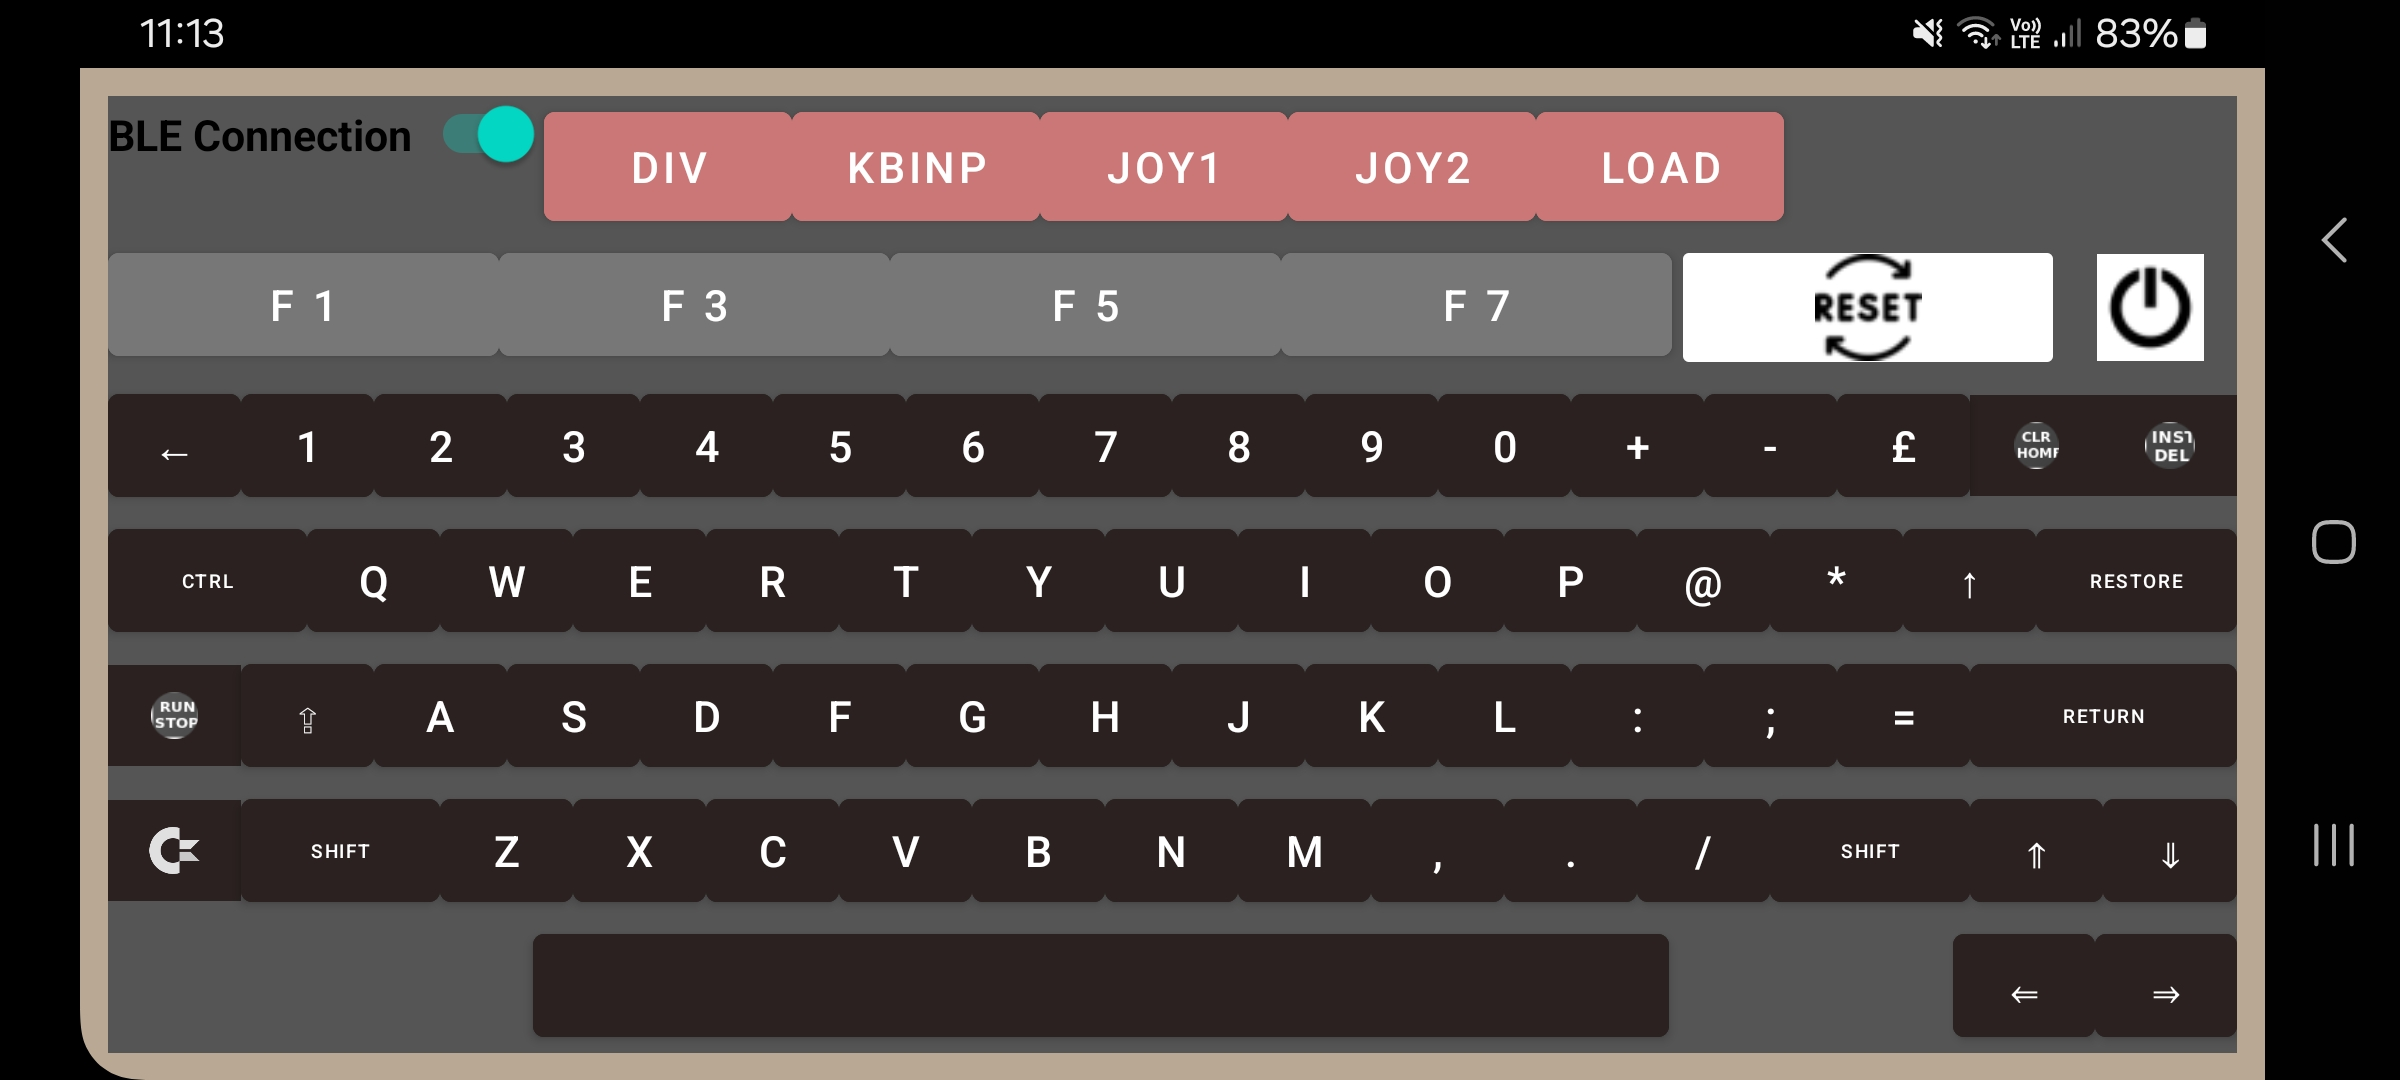 11:13 Vo)) LTE 83%
BLE Connection DIV KBINP JOY1 JOY2 LOAD
F 1 F 3 F 5 F 7 RESET
← 1 2 3 4 5 6 7 8 9 0 + - £ CLR HOME INST DEL
CTRL Q W E R T Y U I O P @ * ↑ RESTORE
RUN STOP ⇪ A S D F G H J K L : ; = RETURN
SHIFT Z X C V B N M , . / SHIFT ⇑ ⇓
⇐ ⇒